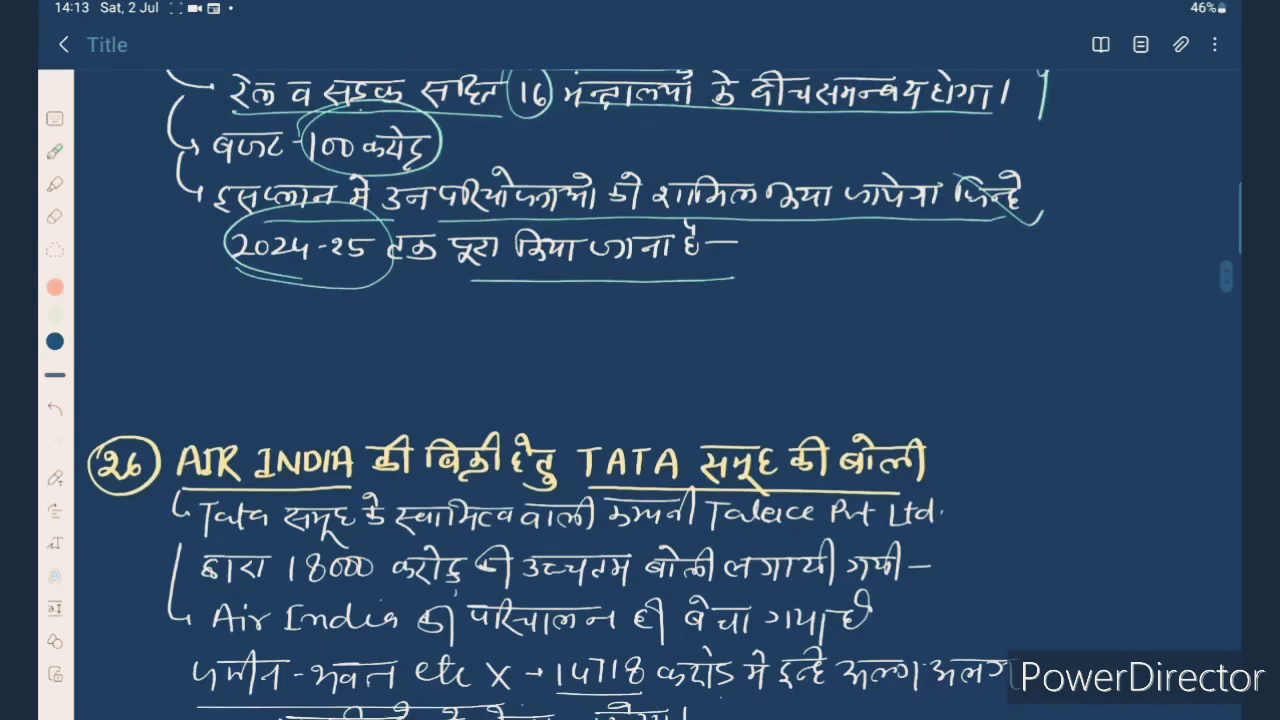 14:13 Sat, 2 Jul
46%
Title
रेल व सड़क सहित 16 मन्त्रालयों के बीच समन्वय होगा।
बजट - 100 करोड़
इस प्लान में उन परियोजनाओ को शामिल किया जायेगा जिन्हे
2024-25 तक पूरा किया जाना है—
26 AIR INDIA की बिक्री हेतु TATA समूह की बोली
Tata समूह के स्वामित्व वाली कम्पनी Talace Pvt Ltd.
द्वारा 18000 करोड़ की उच्चतम बोली लगायी गयी—
Air India का परिचालन ही बेचा गया है
जमीन - भवन etc X → 14718 करोड़ में इन्हे अलग अलग
PowerDirector